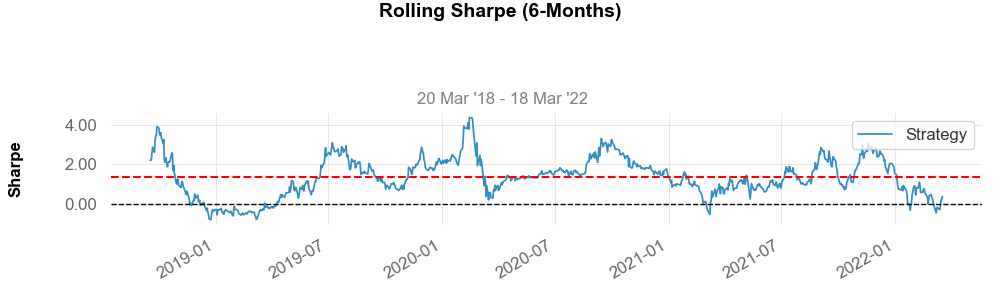 Rolling Sharpe (6-Months)
20 Mar '18 - 18 Mar '22
Sharpe
4.00
2.00
0.00
Strategy
2019-01
2019-07
2020-01
2020-07
2021-01
2021-07
2022-01